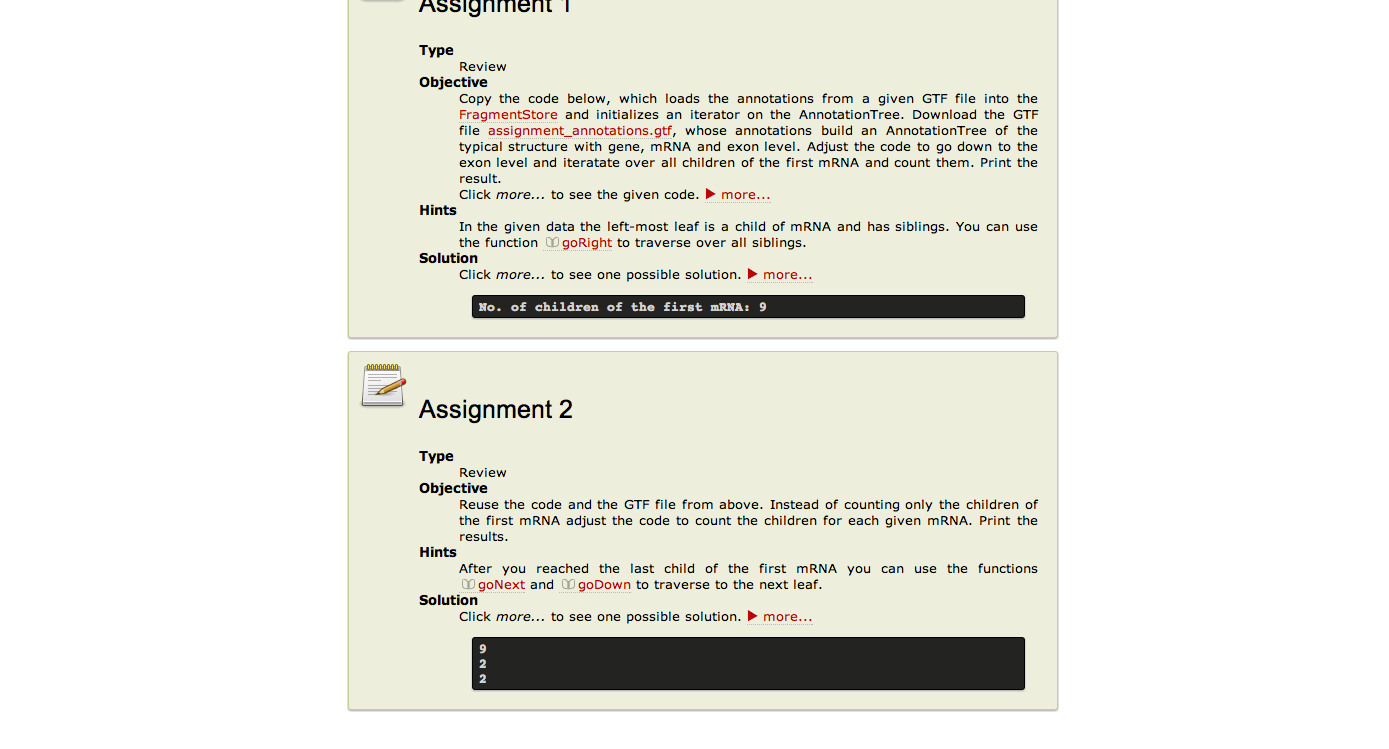 Assignment 1
Type
Review
Objective
Copy the code below, which loads the annotations from a given GTF file into the
FragmentStore and initializes an iterator on the AnnotationTree. Download the GTF
file assignment_annotations.gtf, whose annotations build an AnnotationTree of the
typical structure with gene, mRNA and exon level. Adjust the code to go down to the
exon level and iteratate over all children of the first mRNA and count them. Print the
result.
Click more... to see the given code. ▶ more...
Hints
In the given data the left-most leaf is a child of mRNA and has siblings. You can use
the function goRight to traverse over all siblings.
Solution
Click more... to see one possible solution. ▶ more...
No. of children of the first mRNA: 9
Assignment 2
Type
Review
Objective
Reuse the code and the GTF file from above. Instead of counting only the children of
the first mRNA adjust the code to count the children for each given mRNA. Print the
results.
Hints
After you reached the last child of the first mRNA you can use the functions
goNext and goDown to traverse to the next leaf.
Solution
Click more... to see one possible solution. ▶ more...
9
2
2